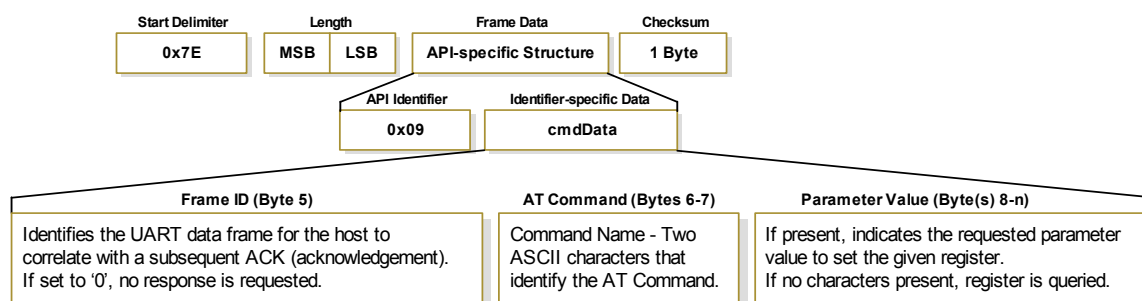 Start Delimiter Length Frame Data Checksum
0x7E MSB LSB API-specific Structure 1 Byte
API Identifier Identifier-specific Data
0x09 cmdData
Frame ID (Byte 5) AT Command (Bytes 6-7) Parameter Value (Byte(s) 8-n)
Identifies the UART data frame for the host to
correlate with a subsequent ACK (acknowledgement).
If set to ‘0’, no response is requested.
Command Name - Two
ASCII characters that
identify the AT Command.
If present, indicates the requested parameter
value to set the given register.
If no characters present, register is queried.